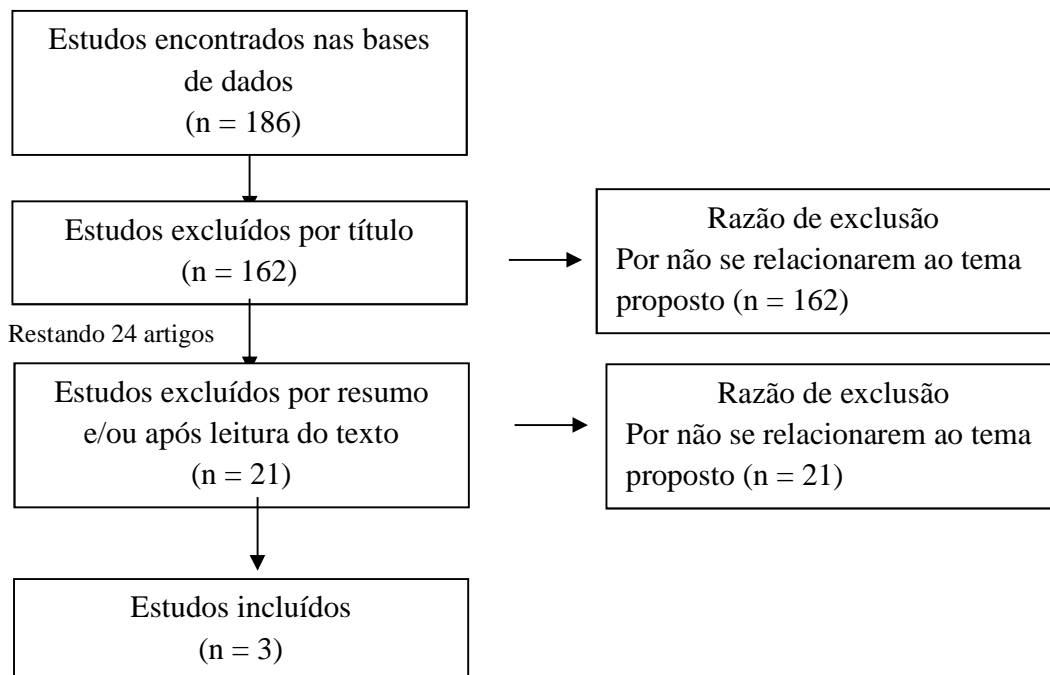 Estudos encontrados nas bases
de dados
(n = 186)
Estudos excluídos por título
(n = 162)
Razão de exclusão
Por não se relacionarem ao tema
proposto (n = 162)
Restando 24 artigos
Estudos excluídos por resumo
e/ou após leitura do texto
(n = 21)
Razão de exclusão
Por não se relacionarem ao tema
proposto (n = 21)
Estudos incluídos
(n = 3)